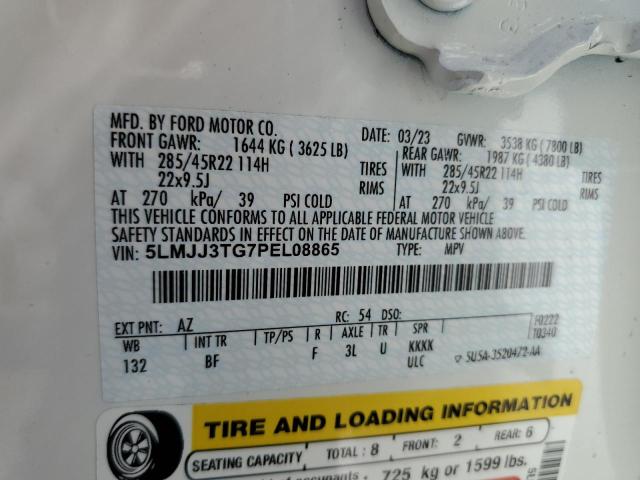 MFD. BY FORD MOTOR CO.
DATE: 03/23 GVWR: 3538 KG ( 7800 LB)
FRONT GAWR: 1644 KG ( 3625 LB) REAR GAWR: 1987 KG ( 4380 LB)
WITH 285/45R22 114H TIRES WITH 285/45R22 114H TIRES
22x9.5J RIMS 22x9.5J RIMS
AT 270 kPa/ 39 PSI COLD AT 270 kPa/ 39 PSI COLD
THIS VEHICLE CONFORMS TO ALL APPLICABLE FEDERAL MOTOR VEHICLE
SAFETY STANDARDS IN EFFECT ON THE DATE OF MANUFACTURE SHOWN ABOVE.
VIN: 5LMJJ3TG7PEL08865 TYPE: MPV
EXT PNT: AZ RC: 54 DSO: F0222
T0340
WB INT TR TP/PS R AXLE TR SPR
132 BF F 3L U KKKK
ULC 5U5A-3520472-AA
TIRE AND LOADING INFORMATION
SEATING CAPACITY TOTAL : 8 FRONT: 2 REAR: 6
725 kg or 1599 lbs.